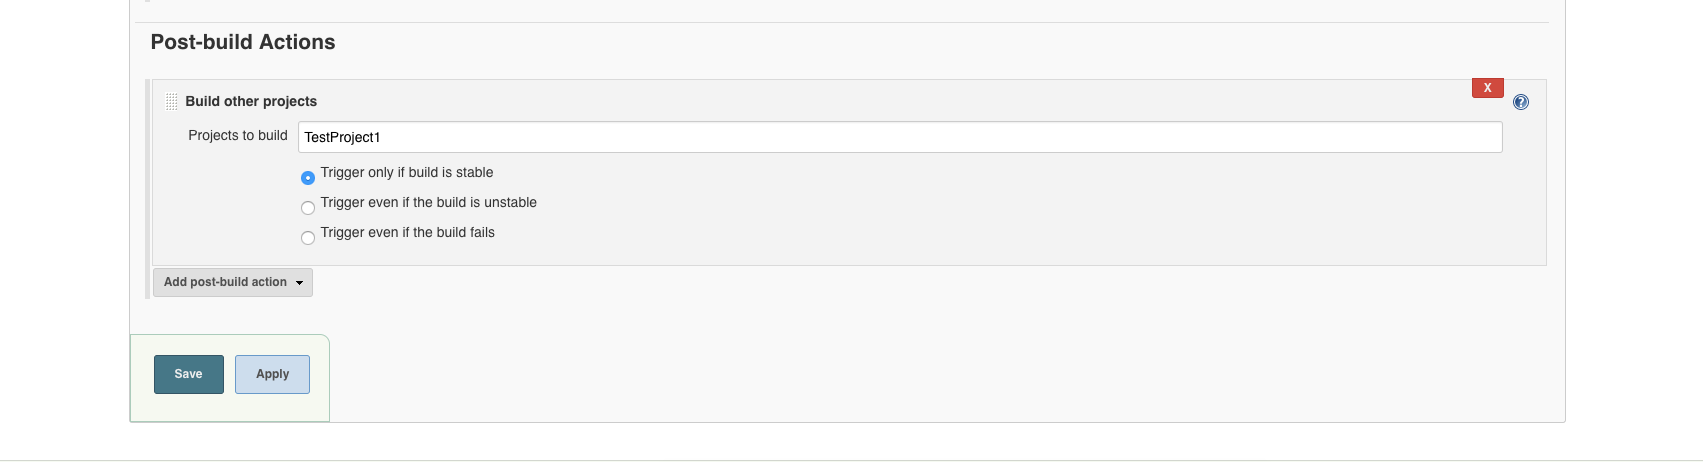 Post-build Actions
X
Build other projects
?
Projects to build TestProject1
Trigger only if build is stable
Trigger even if the build is unstable
Trigger even if the build fails
Add post-build action
Save Apply